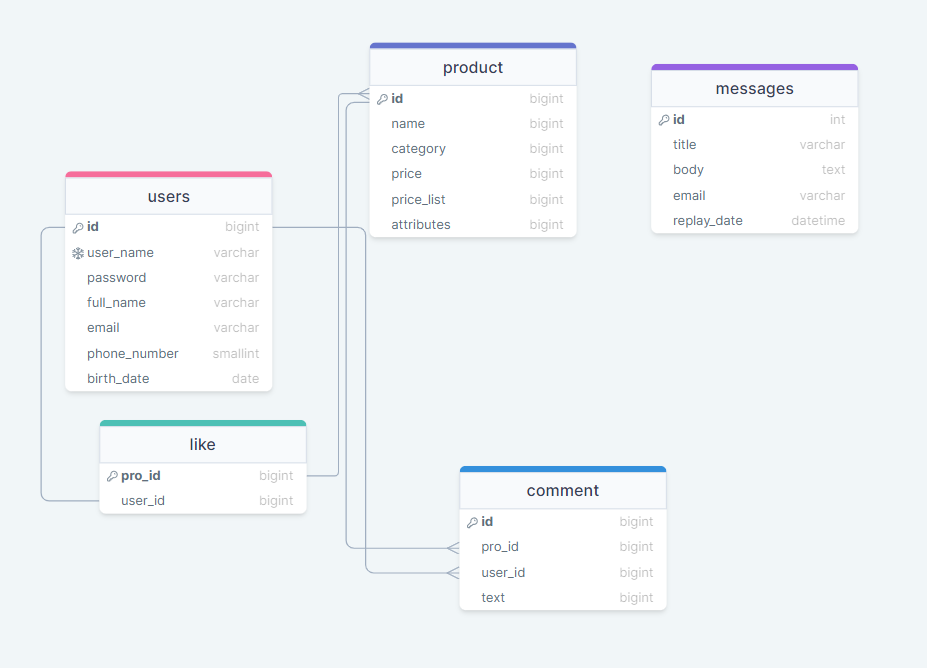 product
id bigint
name bigint
category bigint
price bigint
price_list bigint
attributes bigint
messages
id int
title varchar
body text
email varchar
replay_date datetime
users
id bigint
user_name varchar
password varchar
full_name varchar
email varchar
phone_number smallint
birth_date date
like
pro_id bigint
user_id bigint
comment
id bigint
pro_id bigint
user_id bigint
text bigint